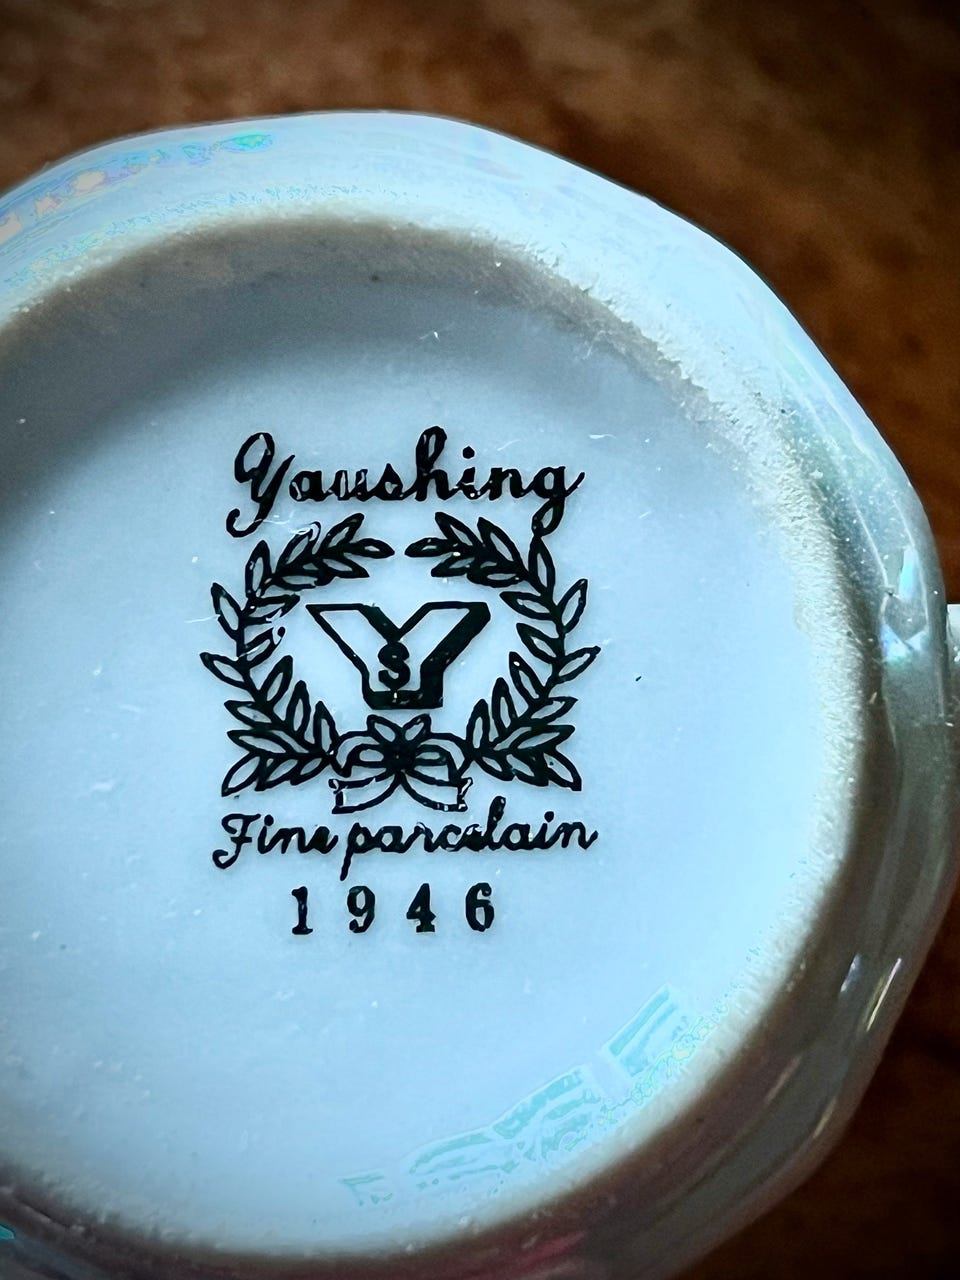 Yaushing
YS
Fine parcelain
1946